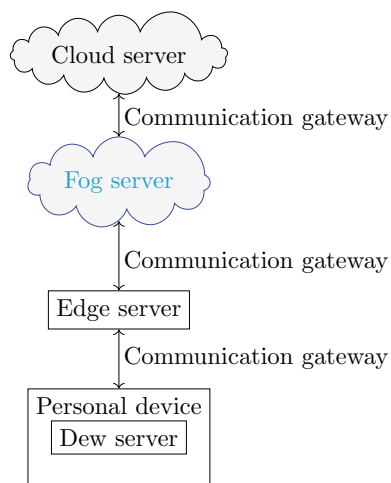 Cloud server
Communication gateway
Fog server
Communication gateway
Edge server
Communication gateway
Personal device
Dew server